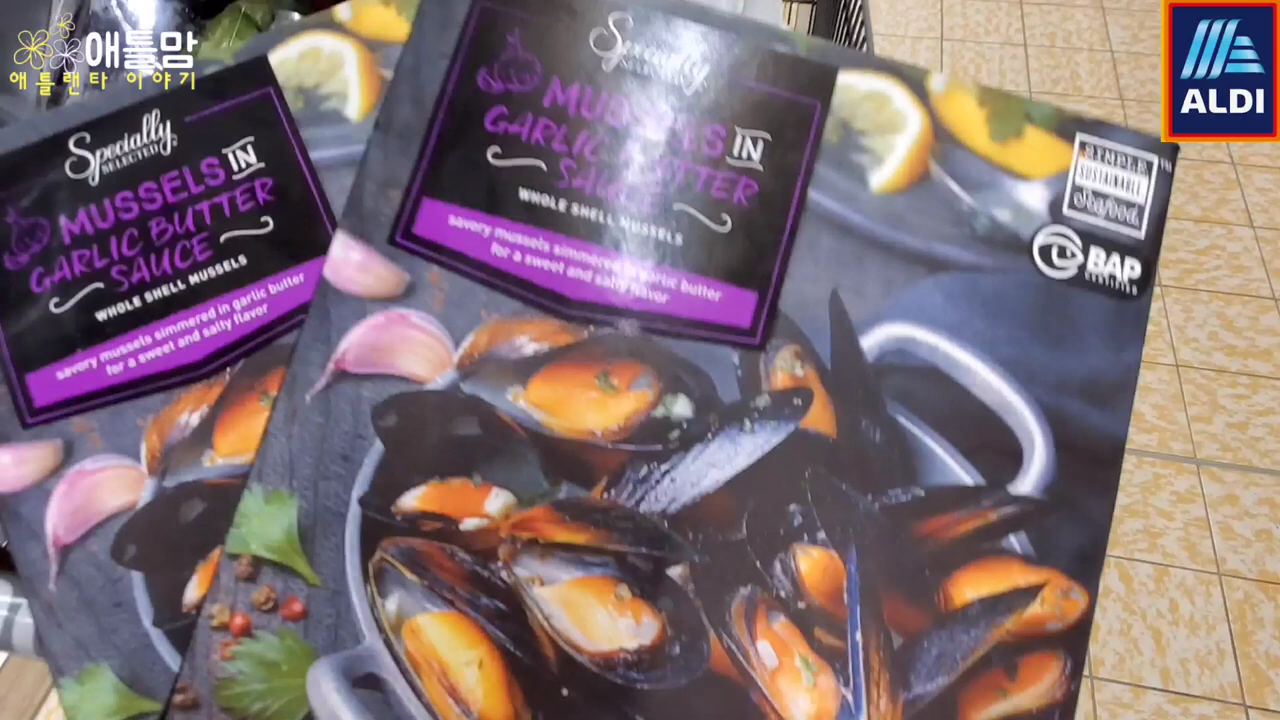 애틀맘
애틀랜타 이야기
Specially
SELECTED
MUSSELS IN
GARLIC BUTTER
SAUCE
WHOLE SHELL MUSSELS
savory mussels simmered in garlic butter
for a sweet and salty flavor
Specially
MUSSELS IN
GARLIC BUTTER
SAUCE
WHOLE SHELL MUSSELS
savory mussels simmered in garlic butter
for a sweet and salty flavor
SIMPLE
SUSTAINABLE
Seafood
TM
BAP
CERTIFIED
ALDI